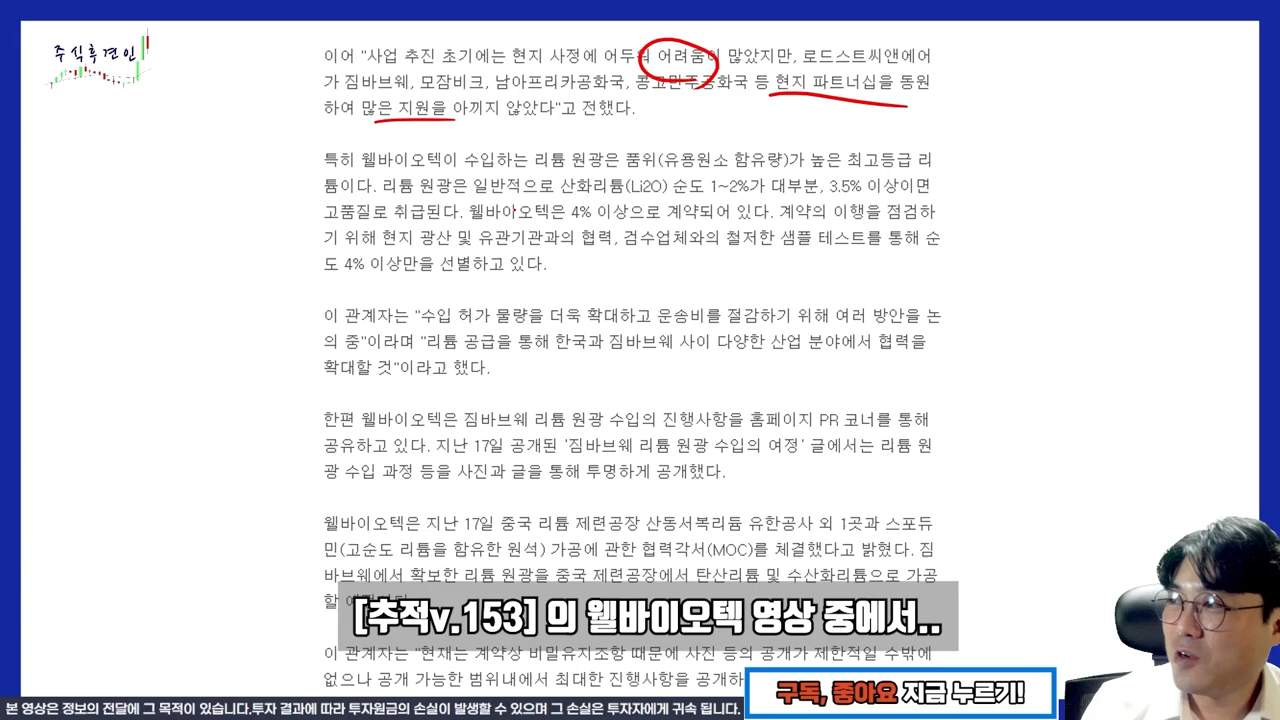 주식후견인
이어 "사업 추진 초기에는 현지 사정에 어두워 어려움이 많았지만, 로드스트씨앤에어
가 짐바브웨, 모잠비크, 남아프리카공화국, 콩고민주공화국 등 현지 파트너십을 동원
하여 많은 지원을 아끼지 않았다"고 전했다.
특히 웰바이오텍이 수입하는 리튬 원광은 품위(유용원소 함유량)가 높은 최고등급 리
튬이다. 리튬 원광은 일반적으로 산화리튬(Li2O) 순도 1~2%가 대부분, 3.5% 이상이면
고품질로 취급된다. 웰바이오텍은 4% 이상으로 계약되어 있다. 계약의 이행을 점검하
기 위해 현지 광산 및 유관기관과의 협력, 검수업체와의 철저한 샘플 테스트를 통해 순
도 4% 이상만을 선별하고 있다.
이 관계자는 "수입 허가 물량을 더욱 확대하고 운송비를 절감하기 위해 여러 방안을 논
의 중"이라며 "리튬 공급을 통해 한국과 짐바브웨 사이 다양한 산업 분야에서 협력을
확대할 것"이라고 했다.
한편 웰바이오텍은 짐바브웨 리튬 원광 수입의 진행사항을 홈페이지 PR 코너를 통해
공유하고 있다. 지난 17일 공개된 '짐바브웨 리튬 원광 수입의 여정' 글에서는 리튬 원
광 수입 과정 등을 사진과 글을 통해 투명하게 공개했다.
웰바이오텍은 지난 17일 중국 리튬 제련공장 산동서복리듐 유한공사 외 1곳과 스포듀
민(고순도 리튬을 함유한 원석) 가공에 관한 협력각서(MOC)를 체결했다고 밝혔다. 짐
바브웨에서 확보한 리튬 원광을 중국 제련공장에서 탄산리튬 및 수산화리튬으로 가공
할
[추적v.153] 의 웰바이오텍 영상 중에서..
이 관계자는 "현재는 계약상 비밀유지조항 때문에 사진 등의 공개가 제한적일 수밖에
없으나 공개 가능한 범위내에서 최대한 진행사항을 공개하
구독, 좋아요 지금 누르기!
본 영상은 정보의 전달에 그 목적이 있습니다.투자 결과에 따라 투자원금의 손실이 발생할 수 있으며 그 손실은 투자자에게 귀속 됩니다.